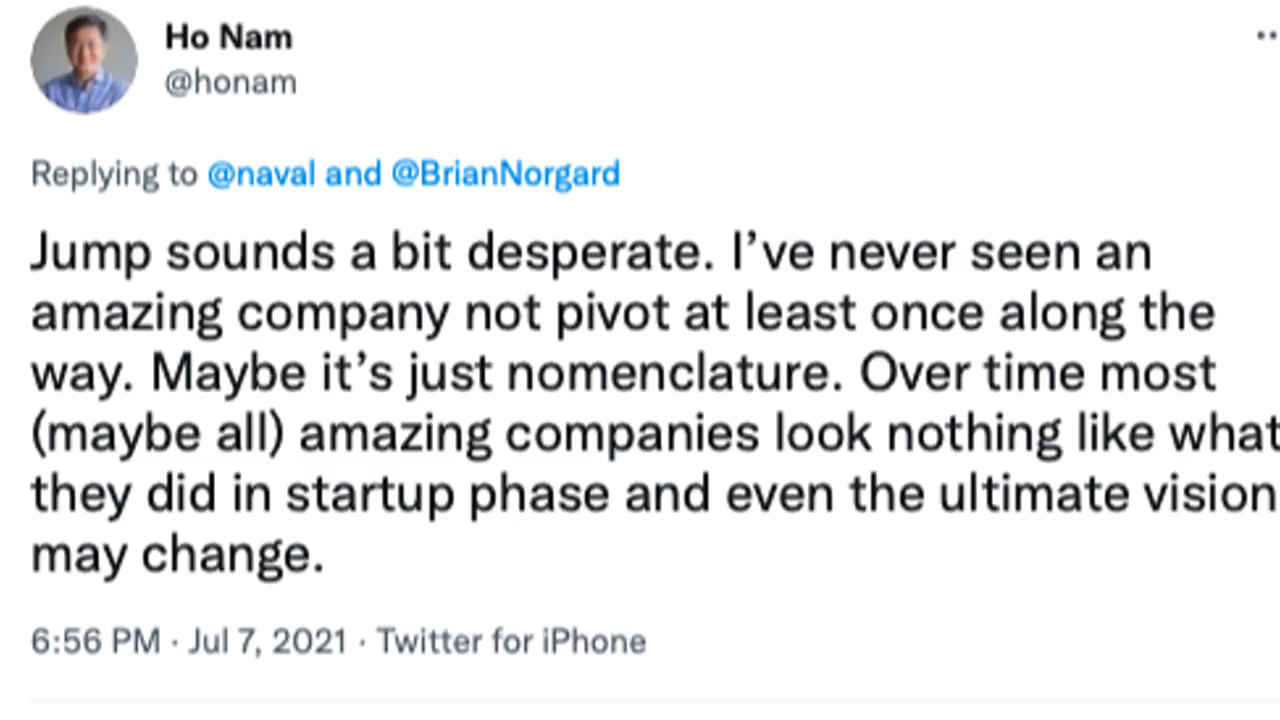 Ho Nam
@honam
Replying to @naval and @BrianNorgard
Jump sounds a bit desperate. I’ve never seen an
amazing company not pivot at least once along the
way. Maybe it’s just nomenclature. Over time most
(maybe all) amazing companies look nothing like what
they did in startup phase and even the ultimate vision
may change.
6:56 PM · Jul 7, 2021 · Twitter for iPhone